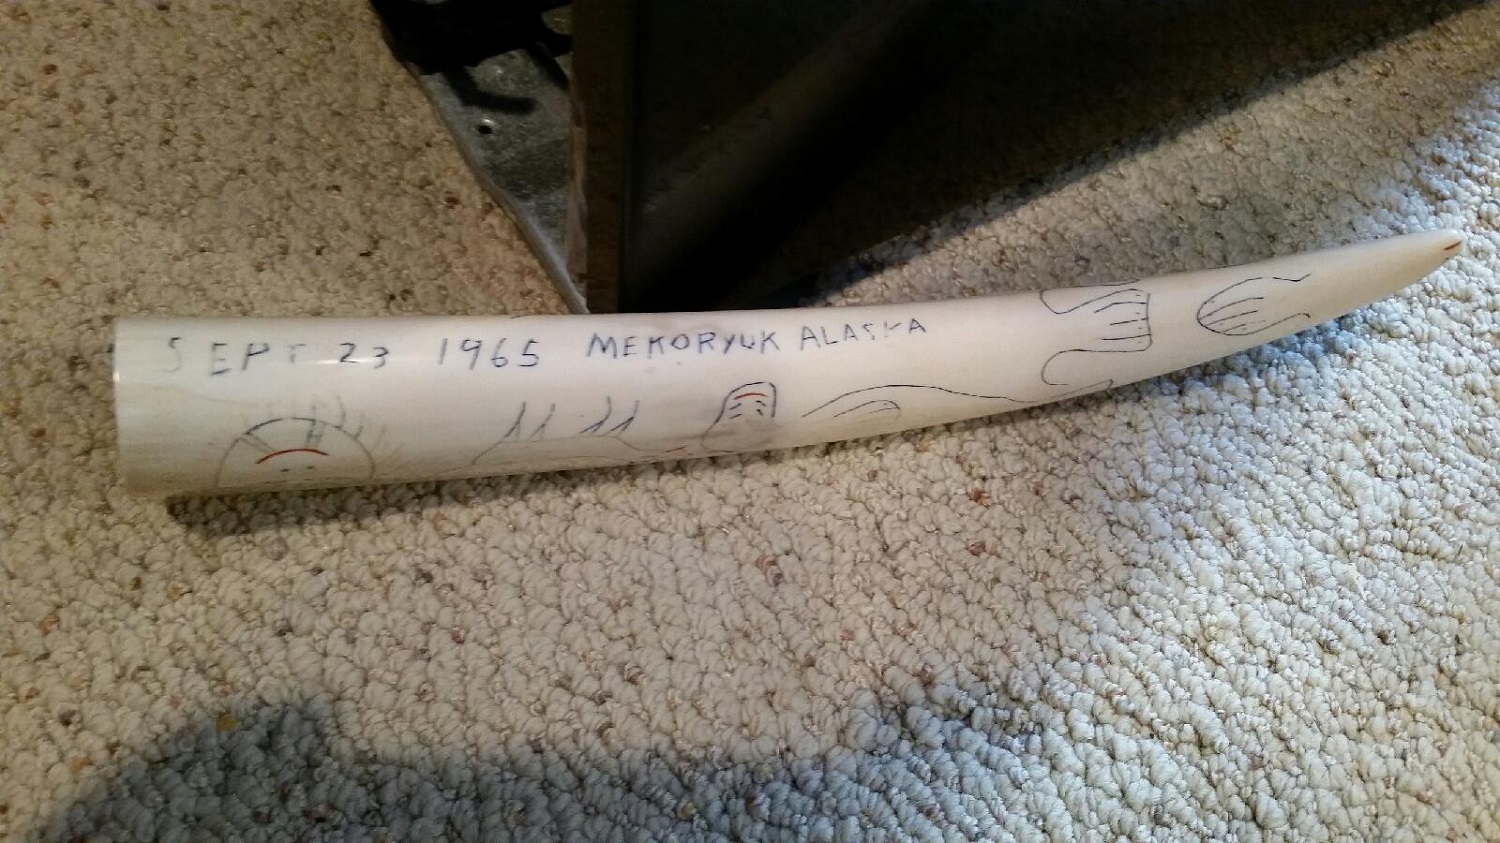 SEPT 23 1965 MEKORYUK ALASKA